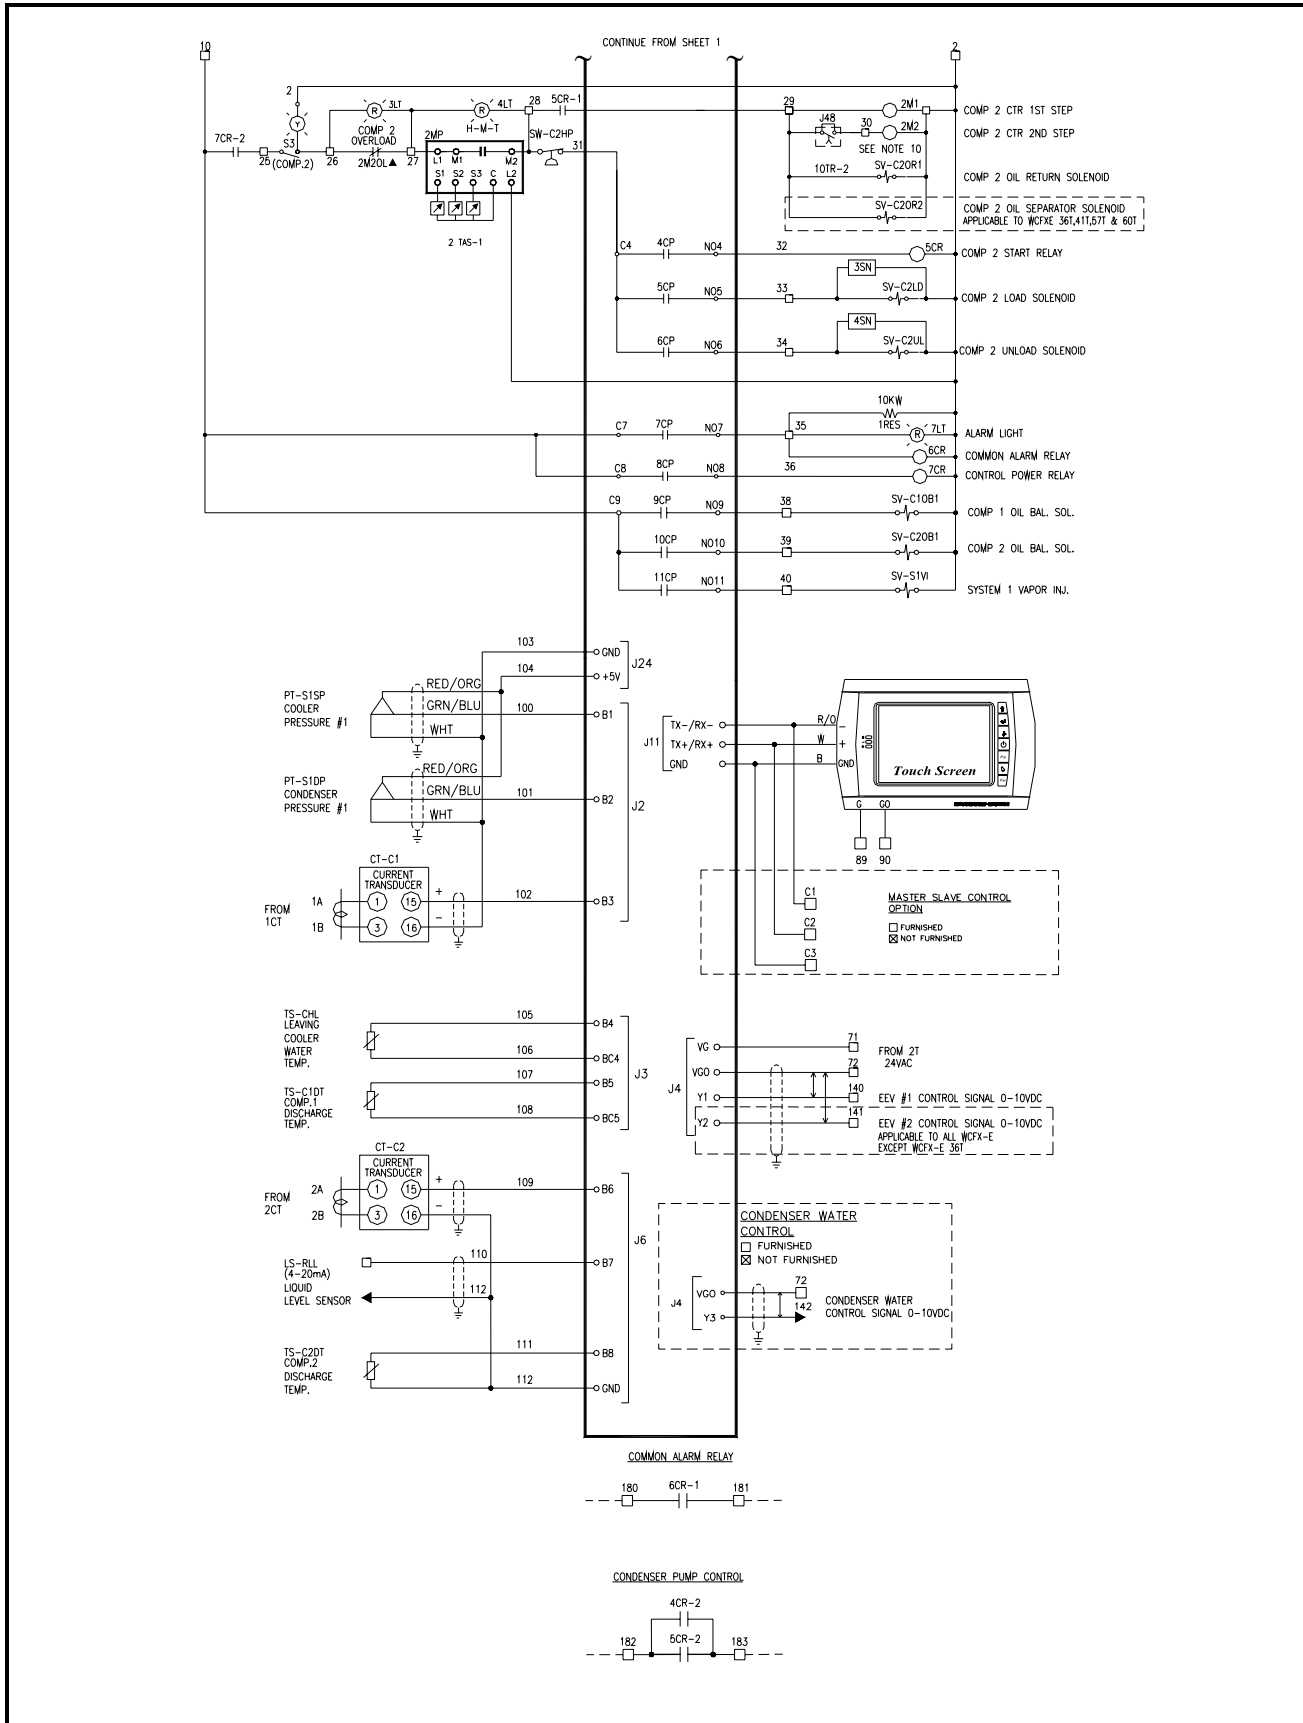 CONTINUE FROM SHEET 1
10
2
2
3LT
R
4LT
R
28
5CR-1
29
2M1
COMP 2 CTR 1ST STEP
Y
COMP 2
OVERLOAD
H-M-T
J48
30
2M2
COMP 2 CTR 2ND STEP
7CR-2
S3
2MP
SW-C2HP
SEE NOTE 10
25
(COMP.2)
26
2M2OL▲
27
L1
M1
M2
31
S1
S2
S3
C
L2
10TR-2
SV-C2OR1
COMP 2 OIL RETURN SOLENOID
SV-C2OR2
COMP 2 OIL SEPARATOR SOLENOID
APPLICABLE TO WCFXE 36T,41T,57T & 60T
2 TAS-1
C4
4CP
NO4
32
5CR
COMP 2 START RELAY
3SN
5CP
NO5
33
SV-C2LD
COMP 2 LOAD SOLENOID
4SN
6CP
NO6
34
SV-C2UL
COMP 2 UNLOAD SOLENOID
10KW
C7
7CP
NO7
35
1RES
R
7LT
ALARM LIGHT
6CR
COMMON ALARM RELAY
C8
8CP
NO8
36
7CR
CONTROL POWER RELAY
C9
9CP
NO9
38
SV-C1OB1
COMP 1 OIL BAL. SOL.
10CP
NO10
39
SV-C2OB1
COMP 2 OIL BAL. SOL.
11CP
NO11
40
SV-S1VI
SYSTEM 1 VAPOR INJ.
103
GND
J24
104
+5V
PT-S1SP
COOLER
PRESSURE #1
RED/ORG
GRN/BLU
WHT
100
B1
PT-S1DP
CONDENSER
PRESSURE #1
RED/ORG
GRN/BLU
WHT
101
B2
J2
J11
TX-/RX-
TX+/RX+
GND
R/O
W
B
-
+
GND
Touch Screen
G
GO
89
90
CT-C1
CURRENT
TRANSDUCER
FROM
1CT
1A
1B
1
15
3
16
+
-
102
B3
C1
C2
C3
MASTER SLAVE CONTROL
OPTION
FURNISHED
NOT FURNISHED
TS-CHL
LEAVING
COOLER
WATER
TEMP.
105
B4
106
BC4
TS-C1DT
COMP.1
DISCHARGE
TEMP.
107
B5
108
BC5
J3
J4
VG
71
FROM 2T
24VAC
VGO
72
Y1
140
EEV #1 CONTROL SIGNAL 0-10VDC
Y2
141
EEV #2 CONTROL SIGNAL 0-10VDC
APPLICABLE TO ALL WCFX-E
EXCEPT WCFX-E 36T
CT-C2
CURRENT
TRANSDUCER
FROM
2CT
2A
2B
1
15
3
16
+
-
109
B6
J6
LS-RLL
(4-20mA)
LIQUID
LEVEL SENSOR
110
B7
112
TS-C2DT
COMP.2
DISCHARGE
TEMP.
111
B8
112
GND
CONDENSER WATER
CONTROL
FURNISHED
NOT FURNISHED
J4
VGO
72
Y3
142
CONDENSER WATER
CONTROL SIGNAL 0-10VDC
COMMON ALARM RELAY
180
6CR-1
181
CONDENSER PUMP CONTROL
4CR-2
182
5CR-2
183